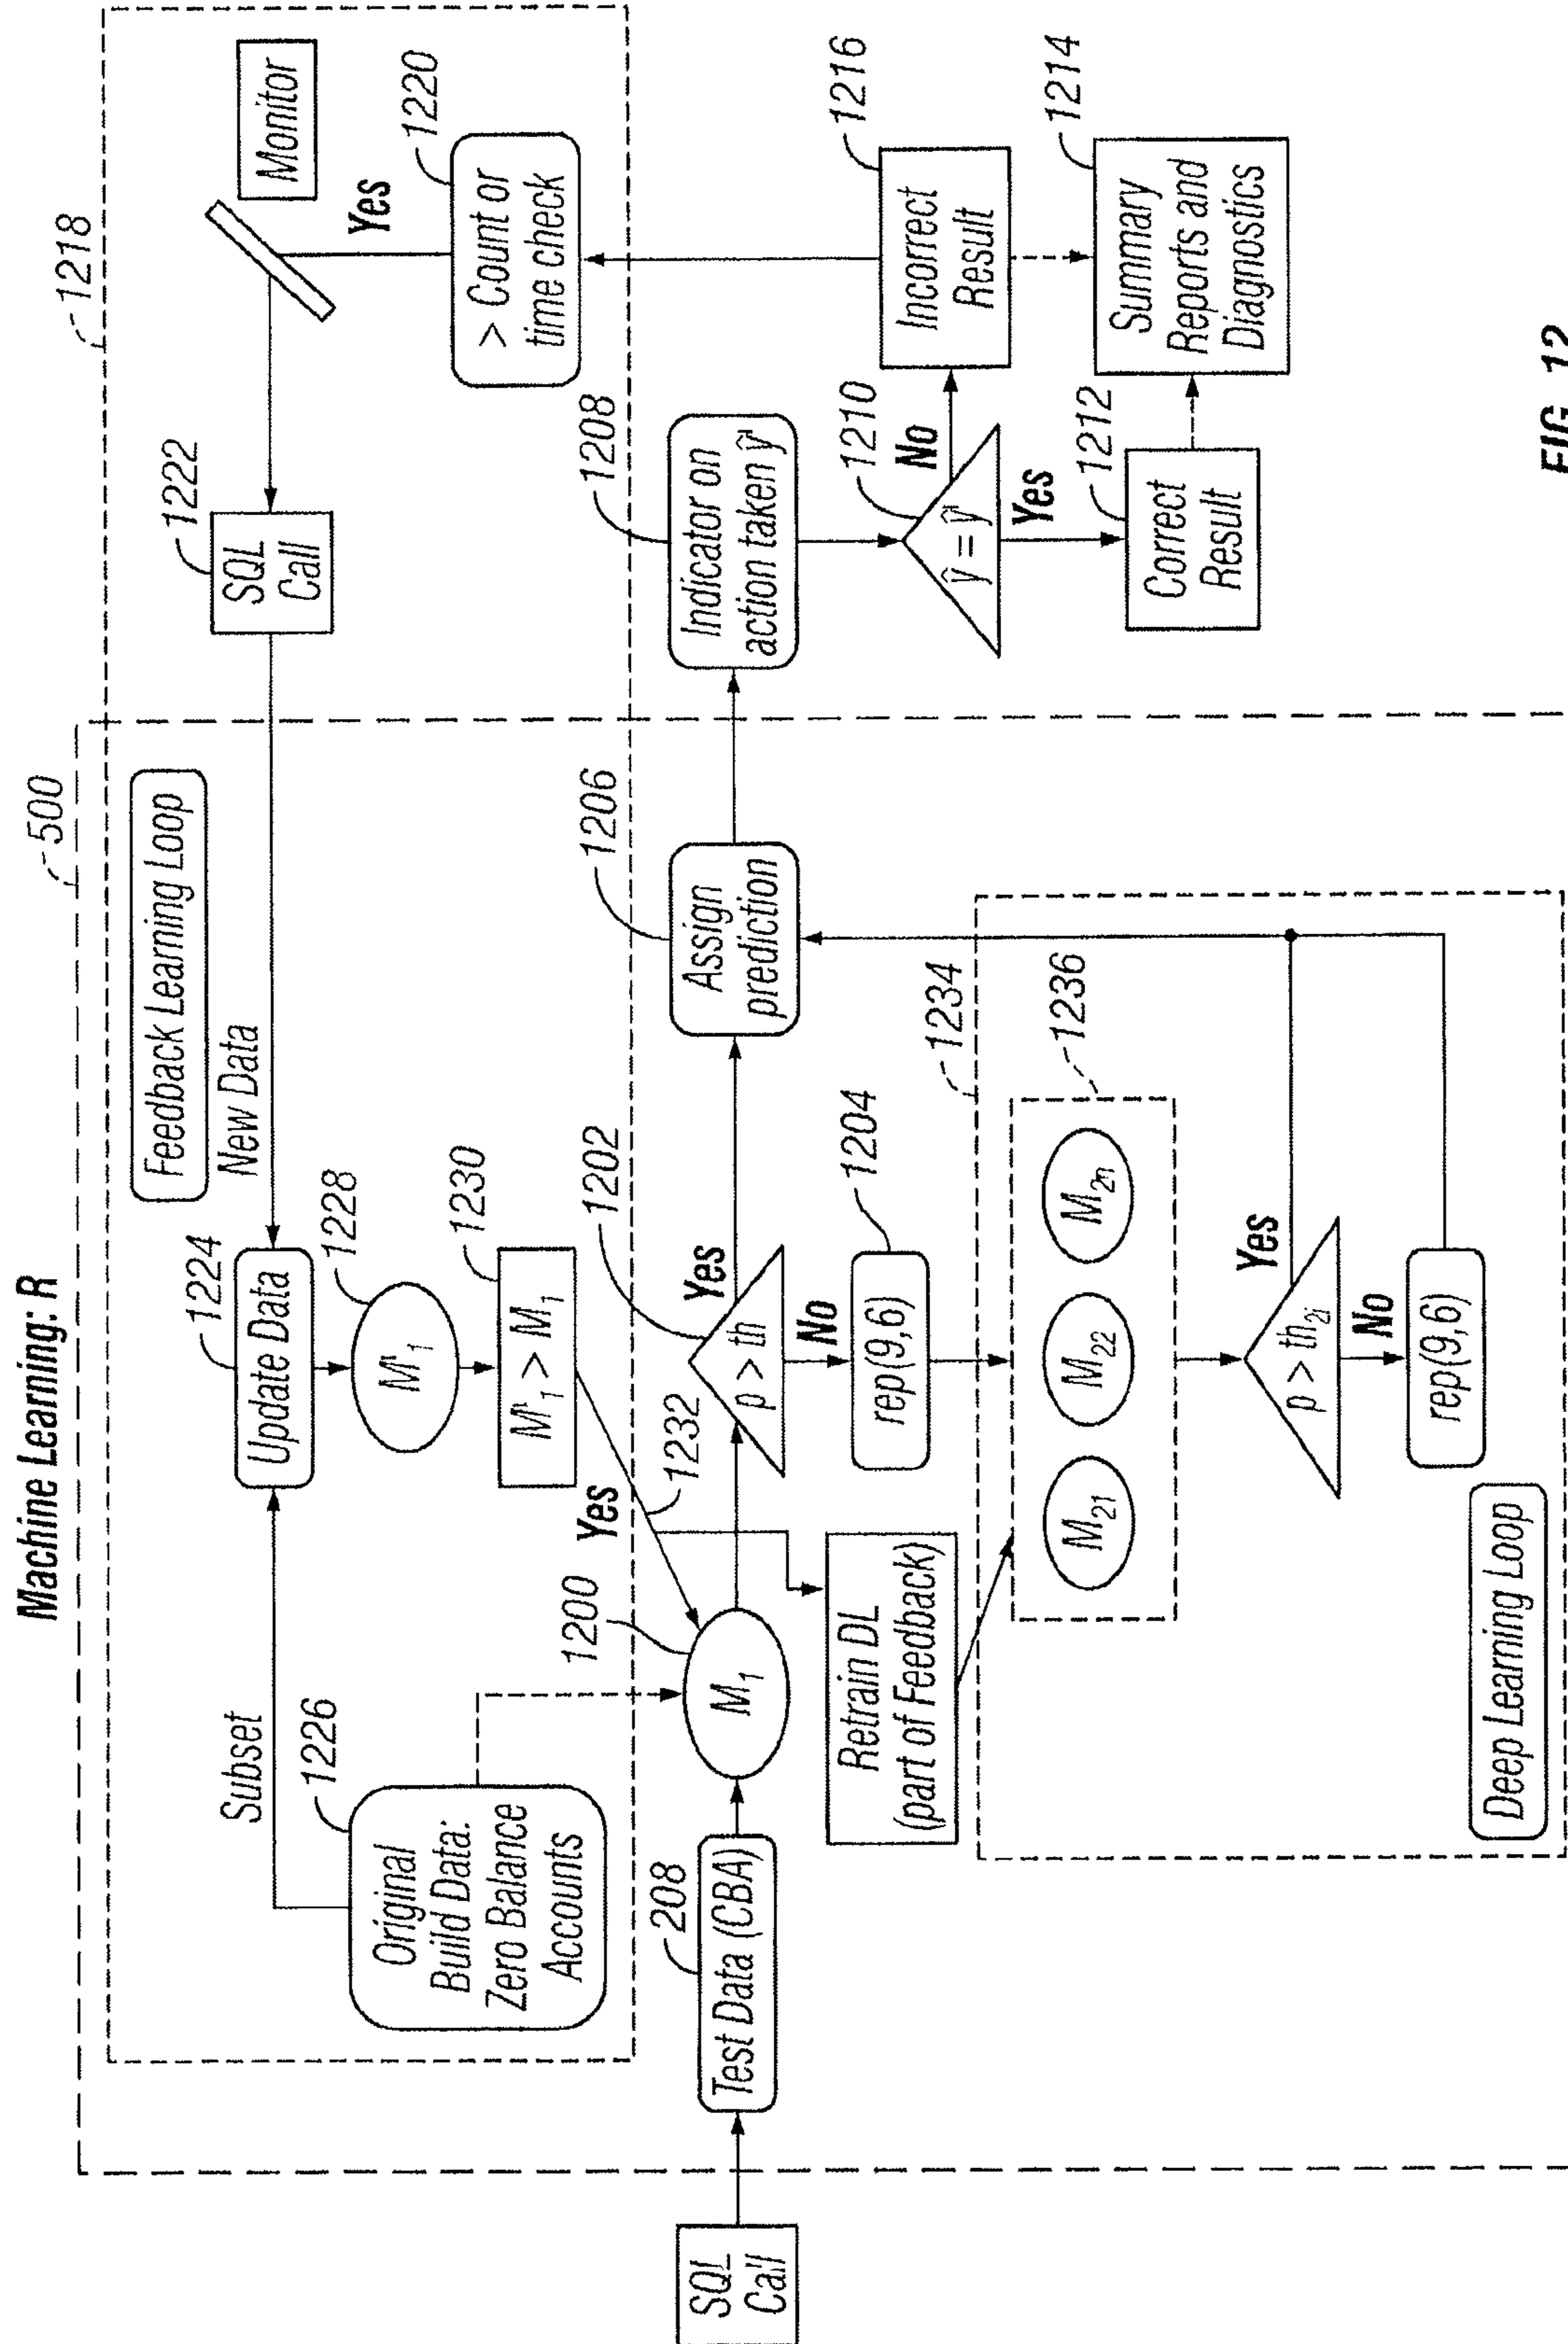 Machine Learning: R
500
1218
Feedback Learning Loop
Monitor
Subset
1224
Update Data
New Data
1222
SQL
Call
Yes
1226
Original
Build Data:
Zero Balance
Accounts
1228
M'₁
1230
M'₁ > M₁
1220
> Count or
time check
Yes
1232
SQL
Call
208
Test Data (CBA)
1200
M₁
1202
p > th
Yes
No
1206
Assign
prediction
1208
Indicator on
action taken ŷ'
Retrain DL
(part of Feedback)
1204
rep(9,6)
1210
ŷ = ŷ'
No
Yes
1216
Incorrect
Result
1234
1236
M₂₁
M₂₂
M₂ₙ
1212
Correct
Result
1214
Summary
Reports and
Diagnostics
p > th₂ᵢ
Yes
No
rep(9,6)
Deep Learning Loop
FIG. 12